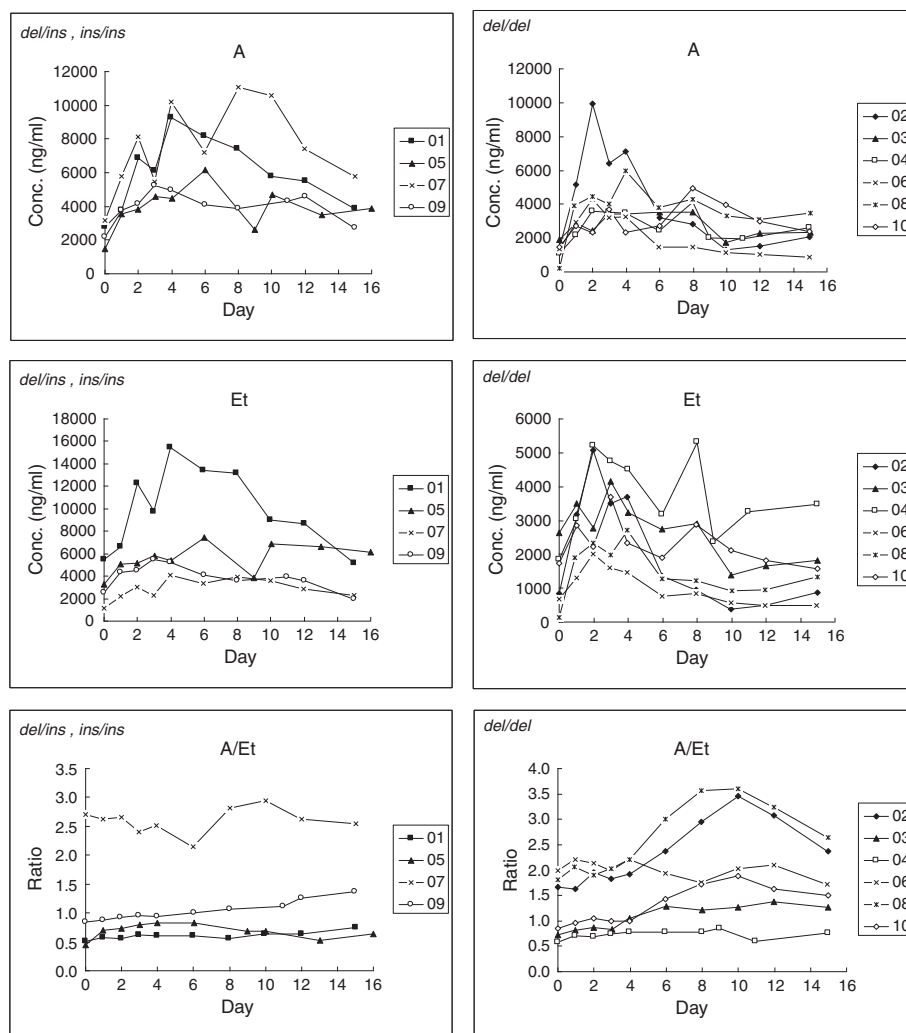 del/ins , ins/ins
A
Conc. (ng/ml)
12000
10000
8000
6000
4000
2000
0
0 2 4 6 8 10 12 14 16
Day
01
05
07
09
del/del
A
Conc. (ng/ml)
12000
10000
8000
6000
4000
2000
0
0 2 4 6 8 10 12 14 16
Day
02
03
04
06
08
10
del/ins , ins/ins
Et
Conc. (ng/ml)
18000
16000
14000
12000
10000
8000
6000
4000
2000
0
0 2 4 6 8 10 12 14 16
Day
01
05
07
09
del/del
Et
Conc. (ng/ml)
6000
5000
4000
3000
2000
1000
0
0 2 4 6 8 10 12 14 16
Day
02
03
04
06
08
10
del/ins , ins/ins
A/Et
Ratio
3.5
3.0
2.5
2.0
1.5
1.0
0.5
0.0
0 2 4 6 8 10 12 14 16
Day
01
05
07
09
del/del
A/Et
Ratio
4.0
3.5
3.0
2.5
2.0
1.5
1.0
0.5
0.0
0 2 4 6 8 10 12 14 16
Day
02
03
04
06
08
10